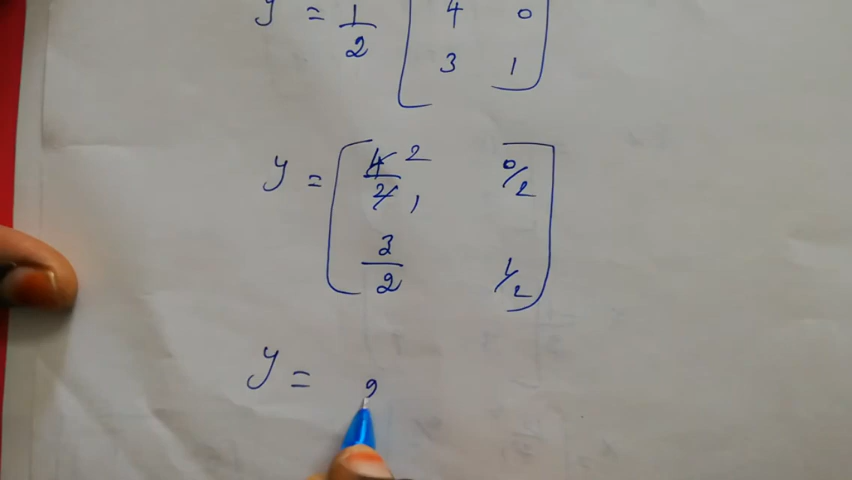 y = 1/2 [ 4 0
3 1 ]
y = [ 4/2 2 1 0/2
3/2 1/2 ]
y = 2